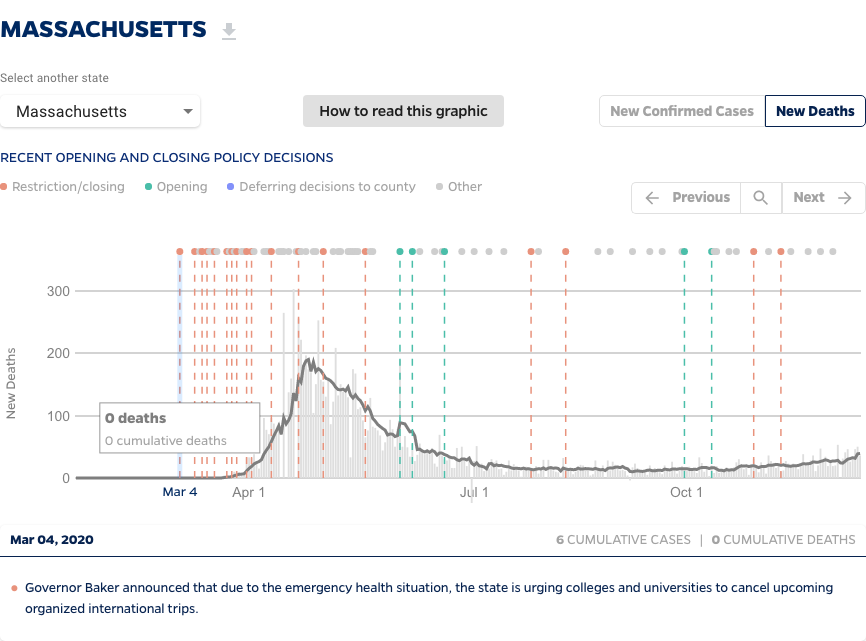 MASSACHUSETTS
Select another state
Massachusetts
How to read this graphic
New Confirmed Cases
New Deaths
RECENT OPENING AND CLOSING POLICY DECISIONS
Restriction/closing
Opening
Deferring decisions to county
Other
Previous
Next
300
200
100
0
New Deaths
0 deaths
0 cumulative deaths
Mar 4
Apr 1
Jul 1
Oct 1
Mar 04, 2020
6 CUMULATIVE CASES | 0 CUMULATIVE DEATHS
Governor Baker announced that due to the emergency health situation, the state is urging colleges and universities to cancel upcoming
organized international trips.